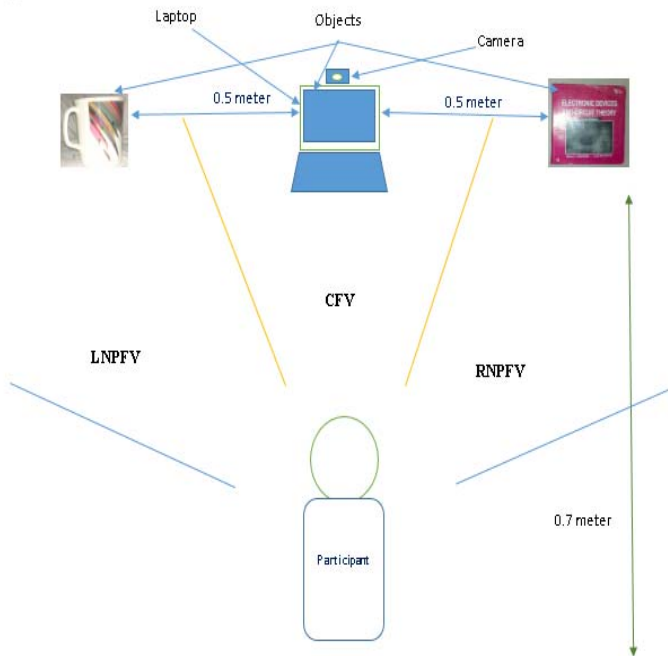 Laptop
Objects
Camera
0.5 meter
0.5 meter
ELECTRONIC DEVICES
AND CIRCUIT THEORY
CFV
LNPFV
RNPFV
0.7 meter
Participant